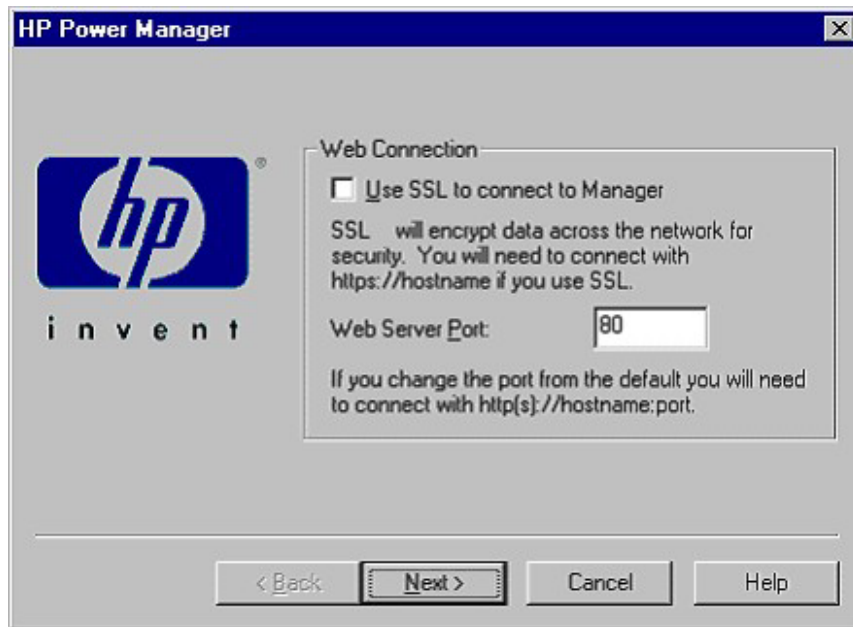 HP Power Manager
hp
®
invent
Web Connection
Use SSL to connect to Manager
SSL will encrypt data across the network for
security. You will need to connect with
https://hostname if you use SSL.
Web Server Port: 80
If you change the port from the default you will need
to connect with http(s)://hostname:port.
< Back Next > Cancel Help